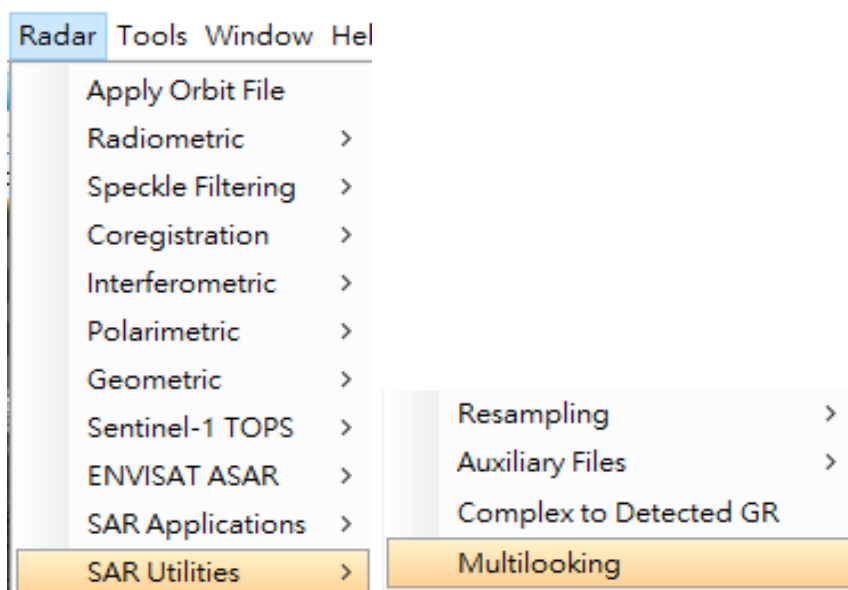 Radar Tools Window Hel
Apply Orbit File
Radiometric >
Speckle Filtering >
Coregistration >
Interferometric >
Polarimetric >
Geometric >
Sentinel-1 TOPS >
ENVISAT ASAR >
SAR Applications >
SAR Utilities >
Resampling >
Auxiliary Files >
Complex to Detected GR
Multilooking